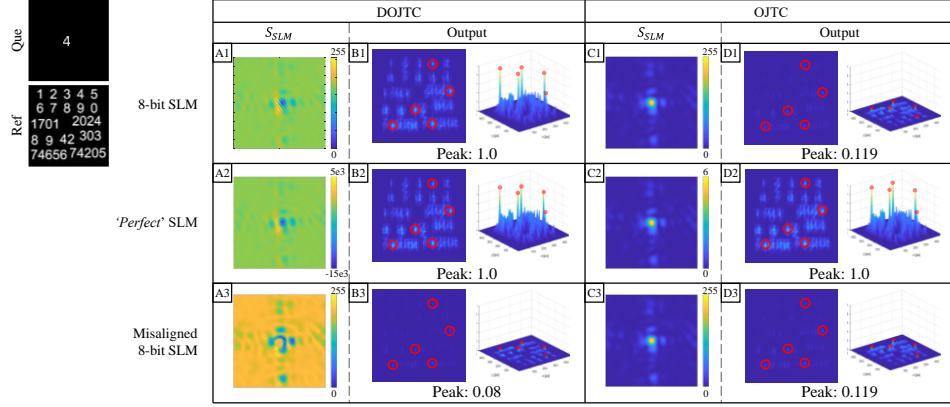 DOJTC
OJTC
S_SLM
Output
S_SLM
Output
Que
4
Ref
1 2 3 4 5
6 7 8 9 0
1701 2024
8 9 42 303
74656 74205
8-bit SLM
A1
255
0
B1
Peak: 1.0
C1
255
0
D1
Peak: 0.119
'Perfect' SLM
A2
5e3
-15e3
B2
Peak: 1.0
C2
6
0
D2
Peak: 1.0
Misaligned
8-bit SLM
A3
255
0
B3
Peak: 0.08
C3
255
0
D3
Peak: 0.119